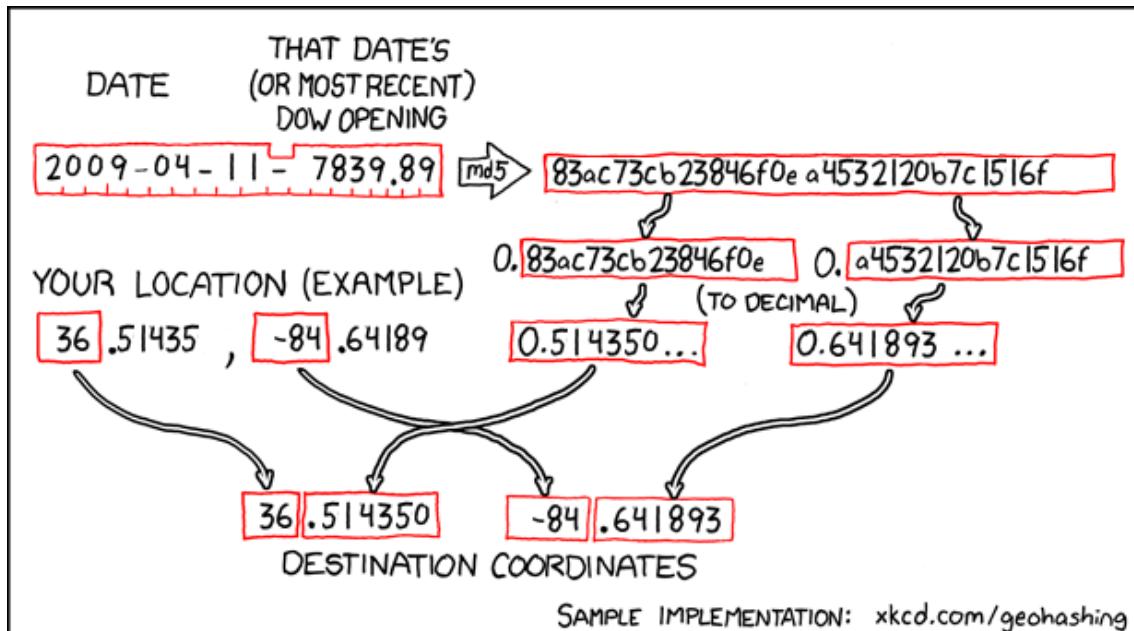 DATE
THAT DATE'S
(OR MOST RECENT)
DOW OPENING
2009-04-11- 7839.89
md5
83ac73cb23846f0ea4532120b7c1516f
0.83ac73cb23846f0e
0.a4532120b7c1516f
(TO DECIMAL)
YOUR LOCATION (EXAMPLE)
36.51435, -84.64189
0.514350...
0.641893 ...
36.514350
-84.641893
DESTINATION COORDINATES
SAMPLE IMPLEMENTATION: xkcd.com/geohashing